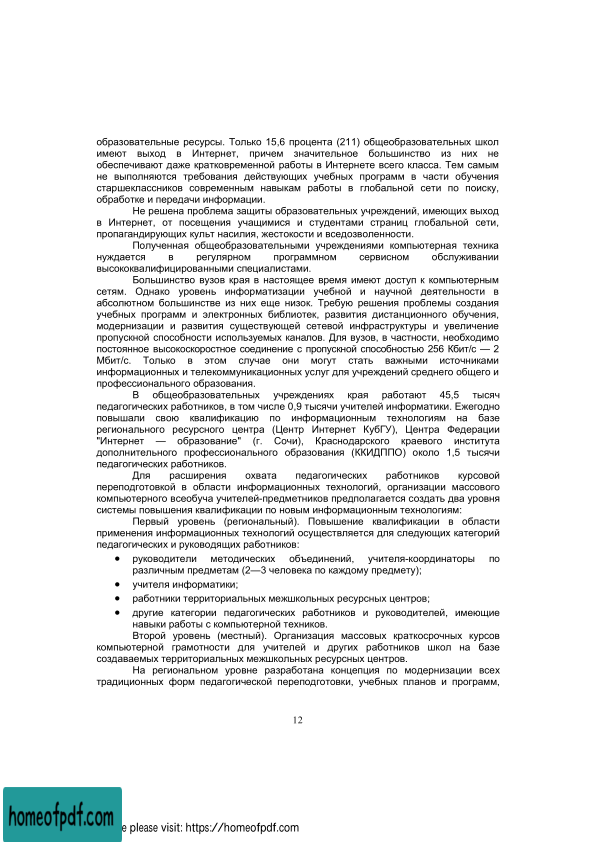 образовательные ресурсы. Только 15,6 процента (211) общеобразовательных школ
имеют выход в Интернет, причем значительное большинство из них не
обеспечивают даже кратковременной работы в Интернете всего класса. Тем самым
не выполняются требования действующих учебных программ в части обучения
старшеклассников современным навыкам работы в глобальной сети по поиску,
обработке и передачи информации.
Не решена проблема защиты образовательных учреждений, имеющих выход
в Интернет, от посещения учащимися и студентами страниц глобальной сети,
пропагандирующих культ насилия, жестокости и вседозволенности.
Полученная общеобразовательными учреждениями компьютерная техника
нуждается в регулярном программном сервисном обслуживании
высококвалифицированными специалистами.
Большинство вузов края в настоящее время имеют доступ к компьютерным
сетям. Однако уровень информатизации учебной и научной деятельности в
абсолютном большинстве из них еще низок. Требую решения проблемы создания
учебных программ и электронных библиотек, развития дистанционного обучения,
модернизации и развития существующей сетевой инфраструктуры и увеличение
пропускной способности используемых каналов. Для вузов, в частности, необходимо
постоянное высокоскоростное соединение с пропускной способностью 256 Кбит/с — 2
Мбит/с. Только в этом случае они могут стать важными источниками
информационных и телекоммуникационных услуг для учреждений среднего общего и
профессионального образования.
В общеобразовательных учреждениях края работают 45,5 тысяч
педагогических работников, в том числе 0,9 тысячи учителей информатики. Ежегодно
повышали свою квалификацию по информационным технологиям на базе
регионального ресурсного центра (Центр Интернет КубГУ), Центра Федерации
"Интернет — образование" (г. Сочи), Краснодарского краевого института
дополнительного профессионального образования (ККИДППО) около 1,5 тысячи
педагогических работников.
Для расширения охвата педагогических работников курсовой
переподготовкой в области информационных технологий, организации массового
компьютерного всеобуча учителей-предметников предполагается создать два уровня
системы повышения квалификации по новым информационным технологиям:
Первый уровень (региональный). Повышение квалификации в области
применения информационных технологий осуществляется для следующих категорий
педагогических и руководящих работников:
• руководители методических объединений, учителя-координаторы по
различным предметам (2—3 человека по каждому предмету);
• учителя информатики;
• работники территориальных межшкольных ресурсных центров;
• другие категории педагогических работников и руководителей, имеющие
навыки работы с компьютерной техников.
Второй уровень (местный). Организация массовых краткосрочных курсов
компьютерной грамотности для учителей и других работников школ на базе
создаваемых территориальных межшкольных ресурсных центров.
На региональном уровне разработана концепция по модернизации всех
традиционных форм педагогической переподготовки, учебных планов и программ,
12
homeofpdf.com
e please visit: https://homeofpdf.com